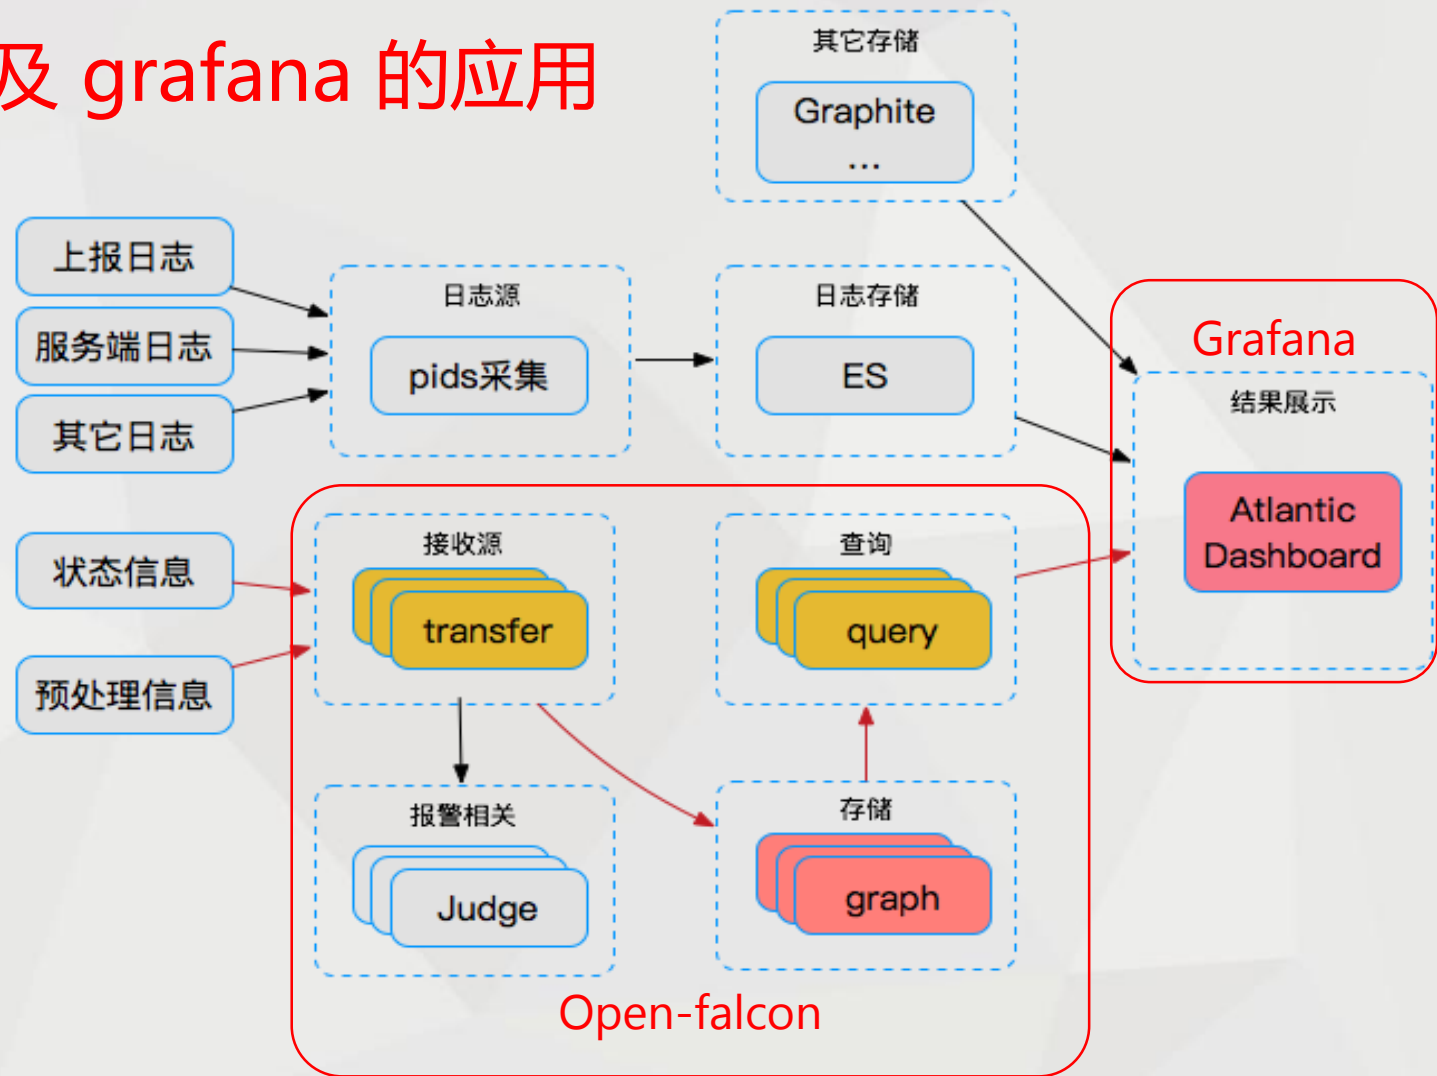 及 grafana 的应用
其它存储
Graphite
...
上报日志
服务端日志
其它日志
日志源
pids采集
日志存储
ES
Grafana
结果展示
Atlantic
Dashboard
状态信息
预处理信息
接收源
transfer
查询
query
报警相关
Judge
存储
graph
Open-falcon